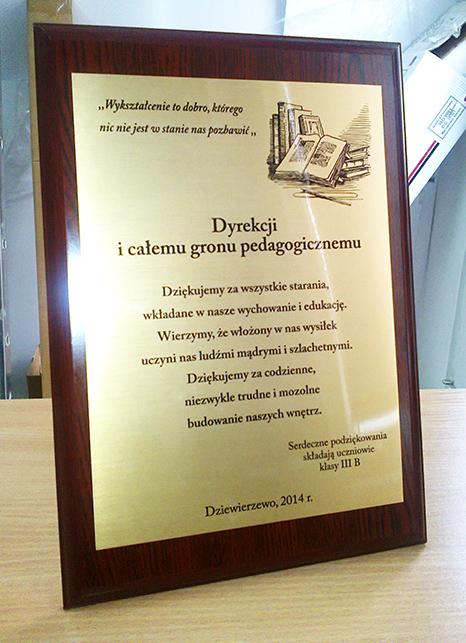 „Wykształcenie to dobro, którego
nic nie jest w stanie nas pozbawić „
Dyrekcji
i całemu gronu pedagogicznemu
Dziękujemy za wszystkie starania,
wkładane w nasze wychowanie i edukację.
Wierzymy, że włożony w nas wysiłek
uczyni nas ludźmi mądrymi i szlachetnymi.
Dziękujemy za codzienne,
niezwykle trudne i mozolne
budowanie naszych wnętrz.
Serdeczne podziękowania
składają uczniowie
klasy III B
Dziewierzewo, 2014 r.